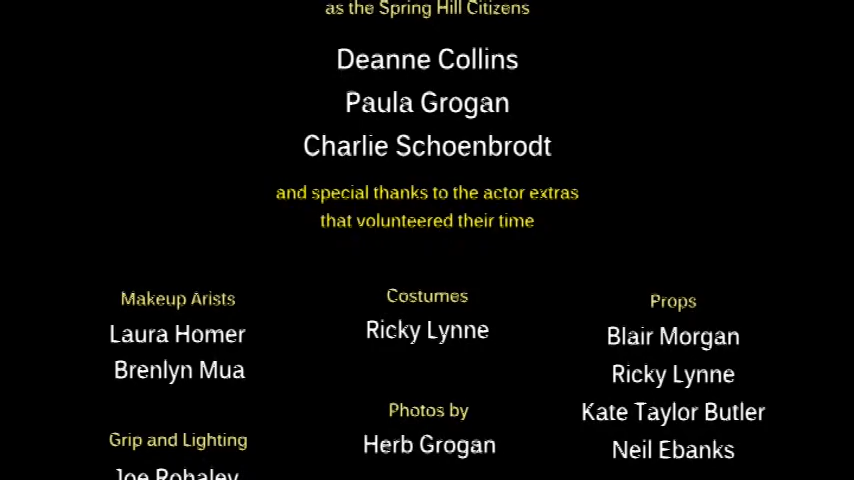 as the Spring Hill Citizens
Deanne Collins
Paula Grogan
Charlie Schoenbrodt
and special thanks to the actor extras
that volunteered their time
Makeup Arists
Laura Homer
Brenlyn Mua
Grip and Lighting
Joe Rohaley
Costumes
Ricky Lynne
Photos by
Herb Grogan
Props
Blair Morgan
Ricky Lynne
Kate Taylor Butler
Neil Ebanks